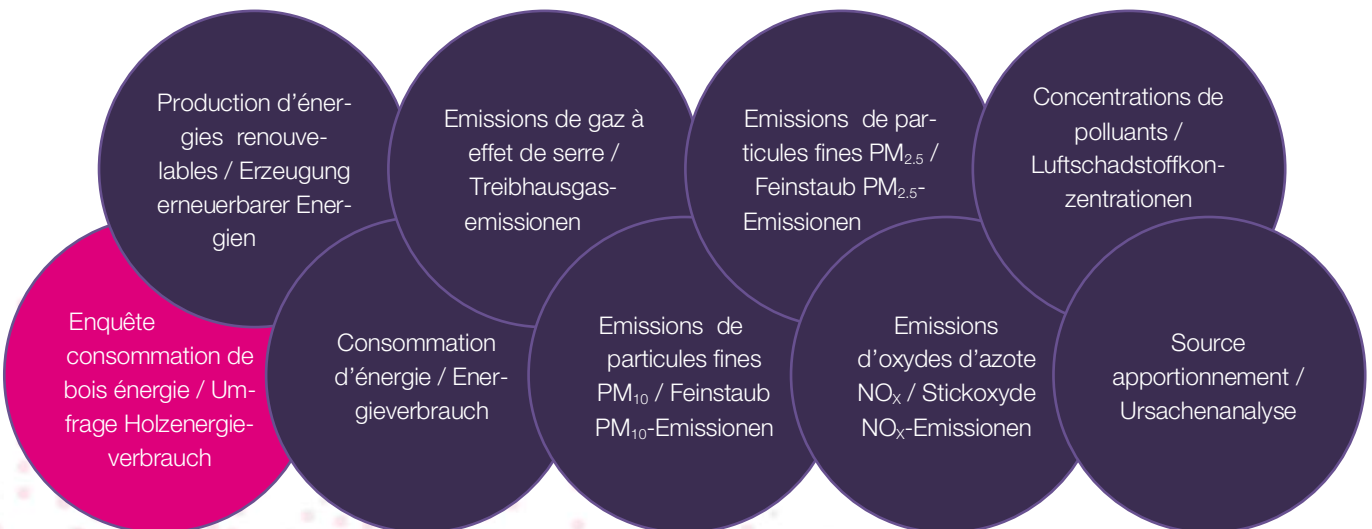 Production d'éner-
gies renouve-
lables / Erzeugung
erneuerbarer Ener-
gien
Emissions de gaz à
effet de serre /
Treibhausgas-
emissionen
Emissions de par-
ticules fines PM2.5 /
Feinstaub PM2.5-
Emissionen
Concentrations de
polluants /
Luftschadstoffkon-
zentrationen
Enquête
consommation de
bois énergie / Um-
frage Holzenergie-
verbrauch
Consommation
d'énergie / Ener-
gieverbrauch
Emissions de
particules fines
PM10 / Feinstaub
PM10-Emissionen
Emissions
d'oxydes d'azote
NOX / Stickoxyde
NOX-Emissionen
Source
apportionnement /
Ursachenanalyse